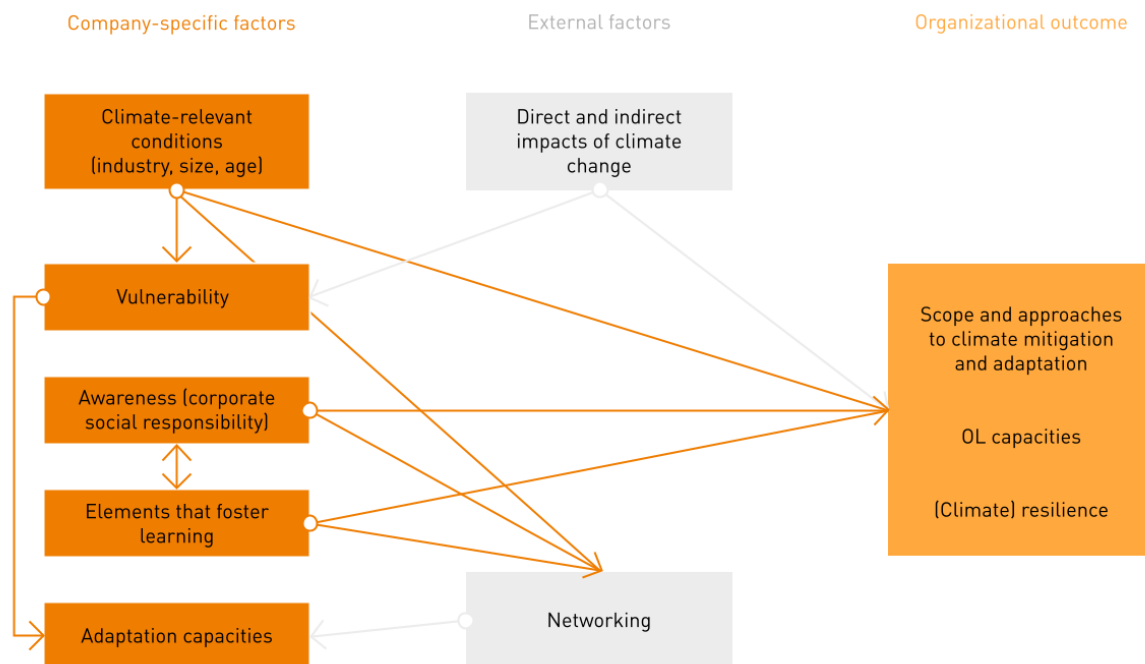 Company-specific factors
External factors
Organizational outcome
Climate-relevant
conditions
(industry, size, age)
Direct and indirect
impacts of climate
change
Vulnerability
Scope and approaches
to climate mitigation
and adaptation
Awareness (corporate
social responsibility)
OL capacities
Elements that foster
learning
(Climate) resilience
Networking
Adaptation capacities